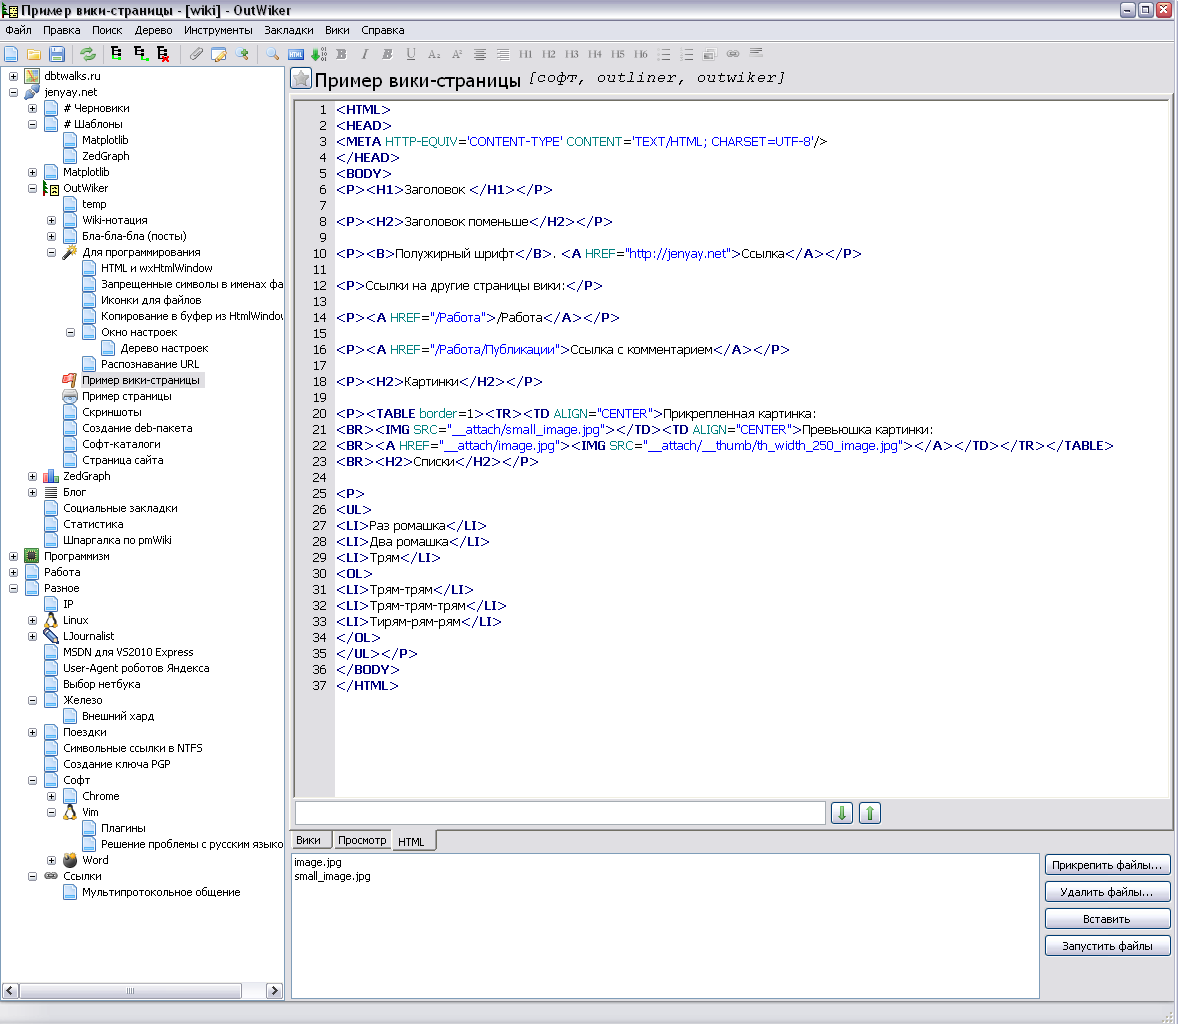 Пример вики-страницы - [wiki] - OutWiker
Файл Правка Поиск Дерево Инструменты Закладки Вики Справка
B I B U A₂ A² H1 H2 H3 H4 H5 H6
dbtwalks.ru
jenyay.net
# Черновики
# Шаблоны
Matplotlib
ZedGraph
Matplotlib
OutWiker
temp
Wiki-нотация
Бла-бла-бла (посты)
Для программирования
HTML и wxHtmlWindow
Запрещенные символы в именах фа
Иконки для файлов
Копирование в буфер из HtmlWindov
Окно настроек
Дерево настроек
Распознавание URL
Пример вики-страницы
Пример страницы
Скриншоты
Создание deb-пакета
Софт-каталоги
Страница сайта
ZedGraph
Блог
Социальные закладки
Статистика
Шпаргалка по pmWiki
Программизм
Работа
Разное
IP
Linux
LJournalist
MSDN для VS2010 Express
User-Agent роботов Яндекса
Выбор нетбука
Железо
Внешний хард
Поездки
Символьные ссылки в NTFS
Создание ключа PGP
Софт
Chrome
Vim
Плагины
Решение проблемы с русским языко
Word
Ссылки
Мультипротокольное общение
Пример вики-страницы [софт, outliner, outwiker]
1 <HTML>
2 <HEAD>
3 <META HTTP-EQUIV='CONTENT-TYPE' CONTENT='TEXT/HTML; CHARSET=UTF-8'/>
4 </HEAD>
5 <BODY>
6 <P><H1>Заголовок </H1></P>
7
8 <P><H2>Заголовок поменьше</H2></P>
9
10 <P><B>Полужирный шрифт</B>. <A HREF="http://jenyay.net">Ссылка</A></P>
11
12 <P>Ссылки на другие страницы вики:</P>
13
14 <P><A HREF="/Работа">/Работа</A></P>
15
16 <P><A HREF="/Работа/Публикации">Ссылка с комментарием</A></P>
17
18 <P><H2>Картинки</H2></P>
19
20 <P><TABLE border=1><TR><TD ALIGN="CENTER">Прикрепленная картинка:
21 <BR><IMG SRC="__attach/small_image.jpg"></TD><TD ALIGN="CENTER">Превьюшка картинки:
22 <BR><A HREF="__attach/image.jpg"><IMG SRC="__attach/__thumb/th_width_250_image.jpg"></A></TD></TR></TABLE>
23 <BR><H2>Списки</H2></P>
24
25 <P>
26 <UL>
27 <LI>Раз ромашка</LI>
28 <LI>Два ромашка</LI>
29 <LI>Трям</LI>
30 <OL>
31 <LI>Трям-трям</LI>
32 <LI>Трям-трям-трям</LI>
33 <LI>Тирям-рям-рям</LI>
34 </OL>
35 </UL></P>
36 </BODY>
37 </HTML>
Вики Просмотр HTML
image.jpg
small_image.jpg
Прикрепить файлы...
Удалить файлы...
Вставить
Запустить файлы